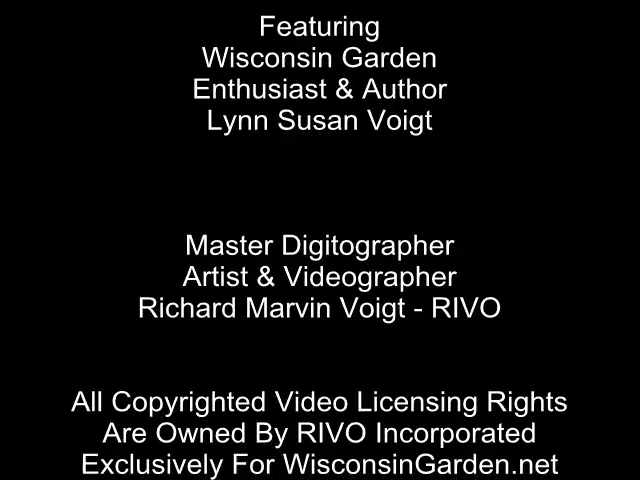 Featuring
Wisconsin Garden
Enthusiast & Author
Lynn Susan Voigt
Master Digitographer
Artist & Videographer
Richard Marvin Voigt - RIVO
All Copyrighted Video Licensing Rights
Are Owned By RIVO Incorporated
Exclusively For WisconsinGarden.net